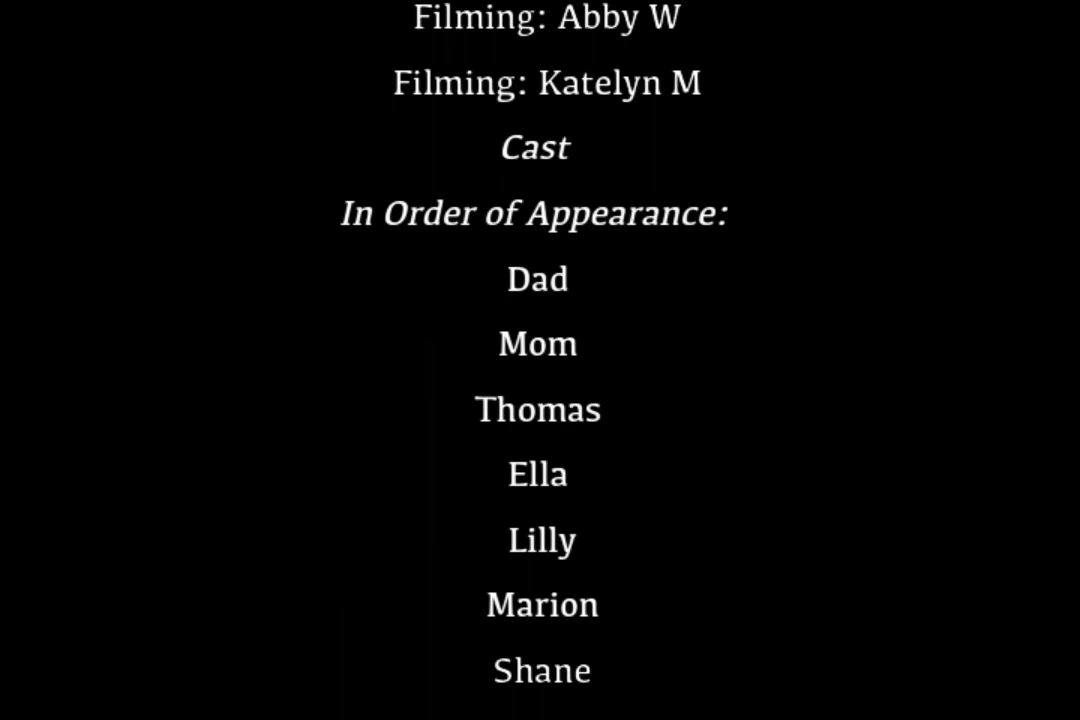 Filming: Abby W
Filming: Katelyn M
Cast
In Order of Appearance:
Dad
Mom
Thomas
Ella
Lilly
Marion
Shane